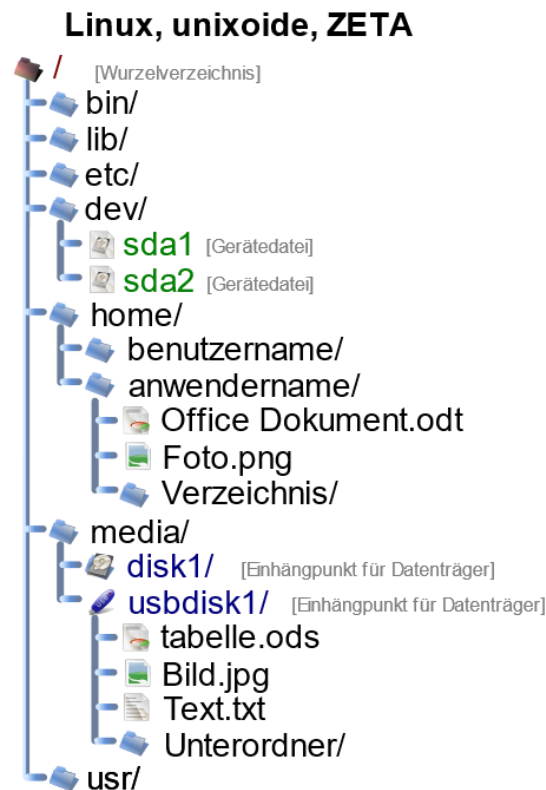 Linux, unixoide, ZETA
/ [Wurzelverzeichnis]
bin/
lib/
etc/
dev/
sda1 [Gerätedatei]
sda2 [Gerätedatei]
home/
benutzername/
anwendername/
Office Dokument.odt
Foto.png
Verzeichnis/
media/
disk1/ [Einhängpunkt für Datenträger]
usbdisk1/ [Einhängpunkt für Datenträger]
tabelle.ods
Bild.jpg
Text.txt
Unterordner/
usr/